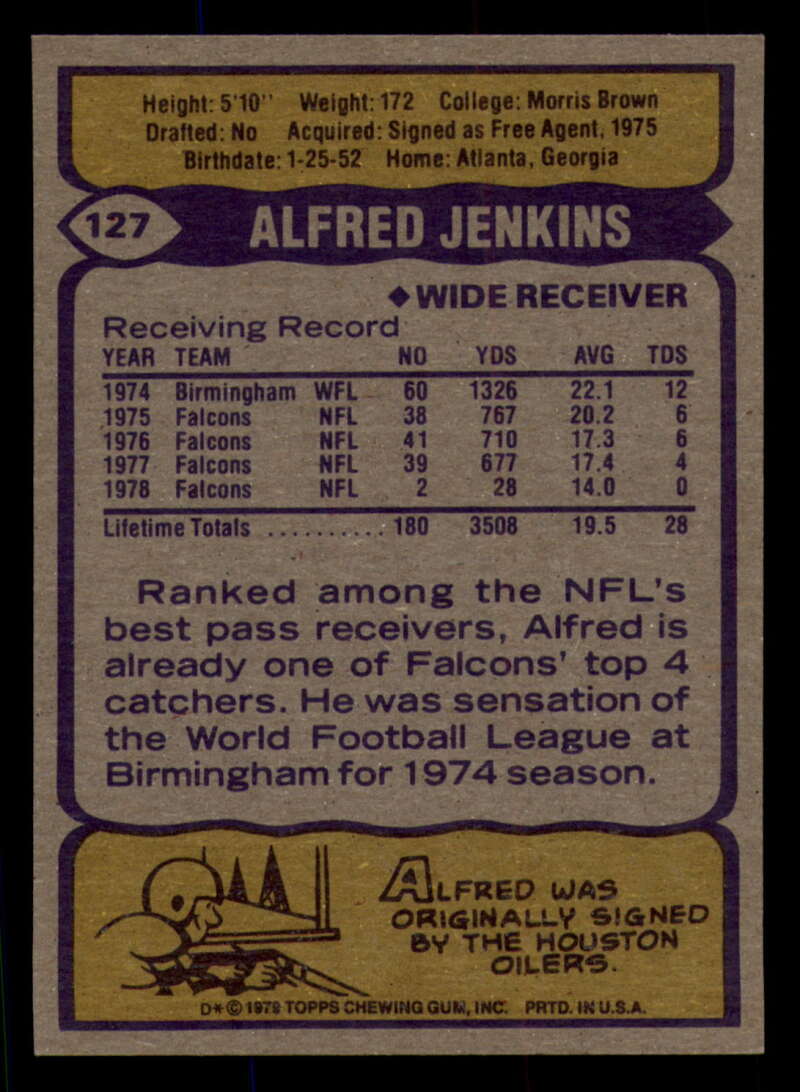 Height: 5'10" Weight: 172 College: Morris Brown
Drafted: No Acquired: Signed as Free Agent, 1975
Birthdate: 1-25-52 Home: Atlanta, Georgia
127 ALFRED JENKINS
◆WIDE RECEIVER
Receiving Record
YEAR TEAM NO YDS AVG TDS
1974 Birmingham WFL 60 1326 22.1 12
1975 Falcons NFL 38 767 20.2 6
1976 Falcons NFL 41 710 17.3 6
1977 Falcons NFL 39 677 17.4 4
1978 Falcons NFL 2 28 14.0 0
Lifetime Totals .......... 180 3508 19.5 28
Ranked among the NFL's
best pass receivers, Alfred is
already one of Falcons' top 4
catchers. He was sensation of
the World Football League at
Birmingham for 1974 season.
ALFRED WAS
ORIGINALLY SIGNED
BY THE HOUSTON
OILERS.
D* © 1979 TOPPS CHEWING GUM, INC. PRTD. IN U.S.A.